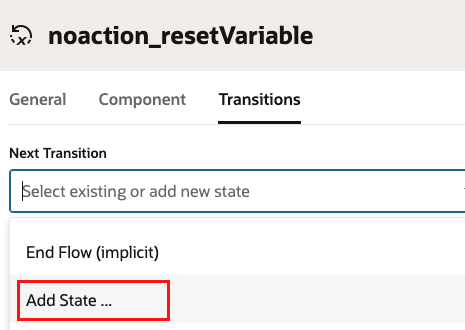 noaction_resetVariable
General Component Transitions
Next Transition
Select existing or add new state
End Flow (implicit)
Add State ...